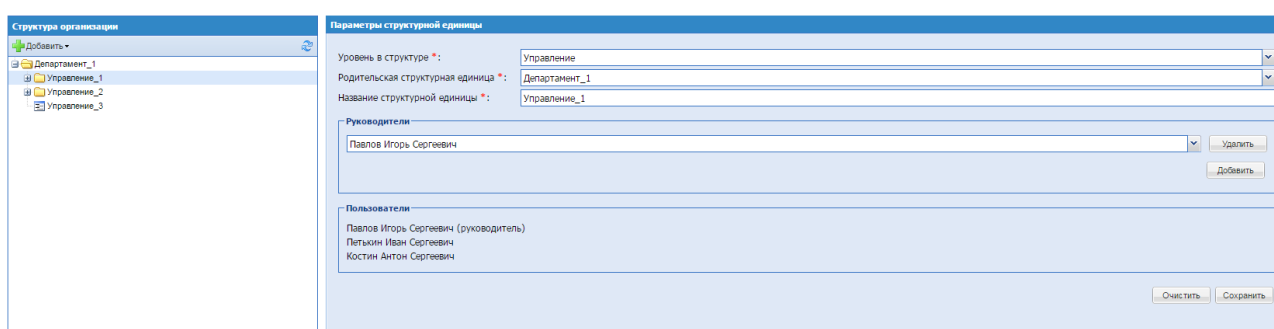 Структура организации
Добавить
Департамент_1
Управление_1
Управление_2
Управление_3
Параметры структурной единицы
Уровень в структуре *: Управление
Родительская структурная единица *: Департамент_1
Название структурной единицы *: Управление_1
Руководители
Павлов Игорь Сергеевич Удалить
Добавить
Пользователи
Павлов Игорь Сергеевич (руководитель)
Петькин Иван Сергеевич
Костин Антон Сергеевич
Очистить Сохранить